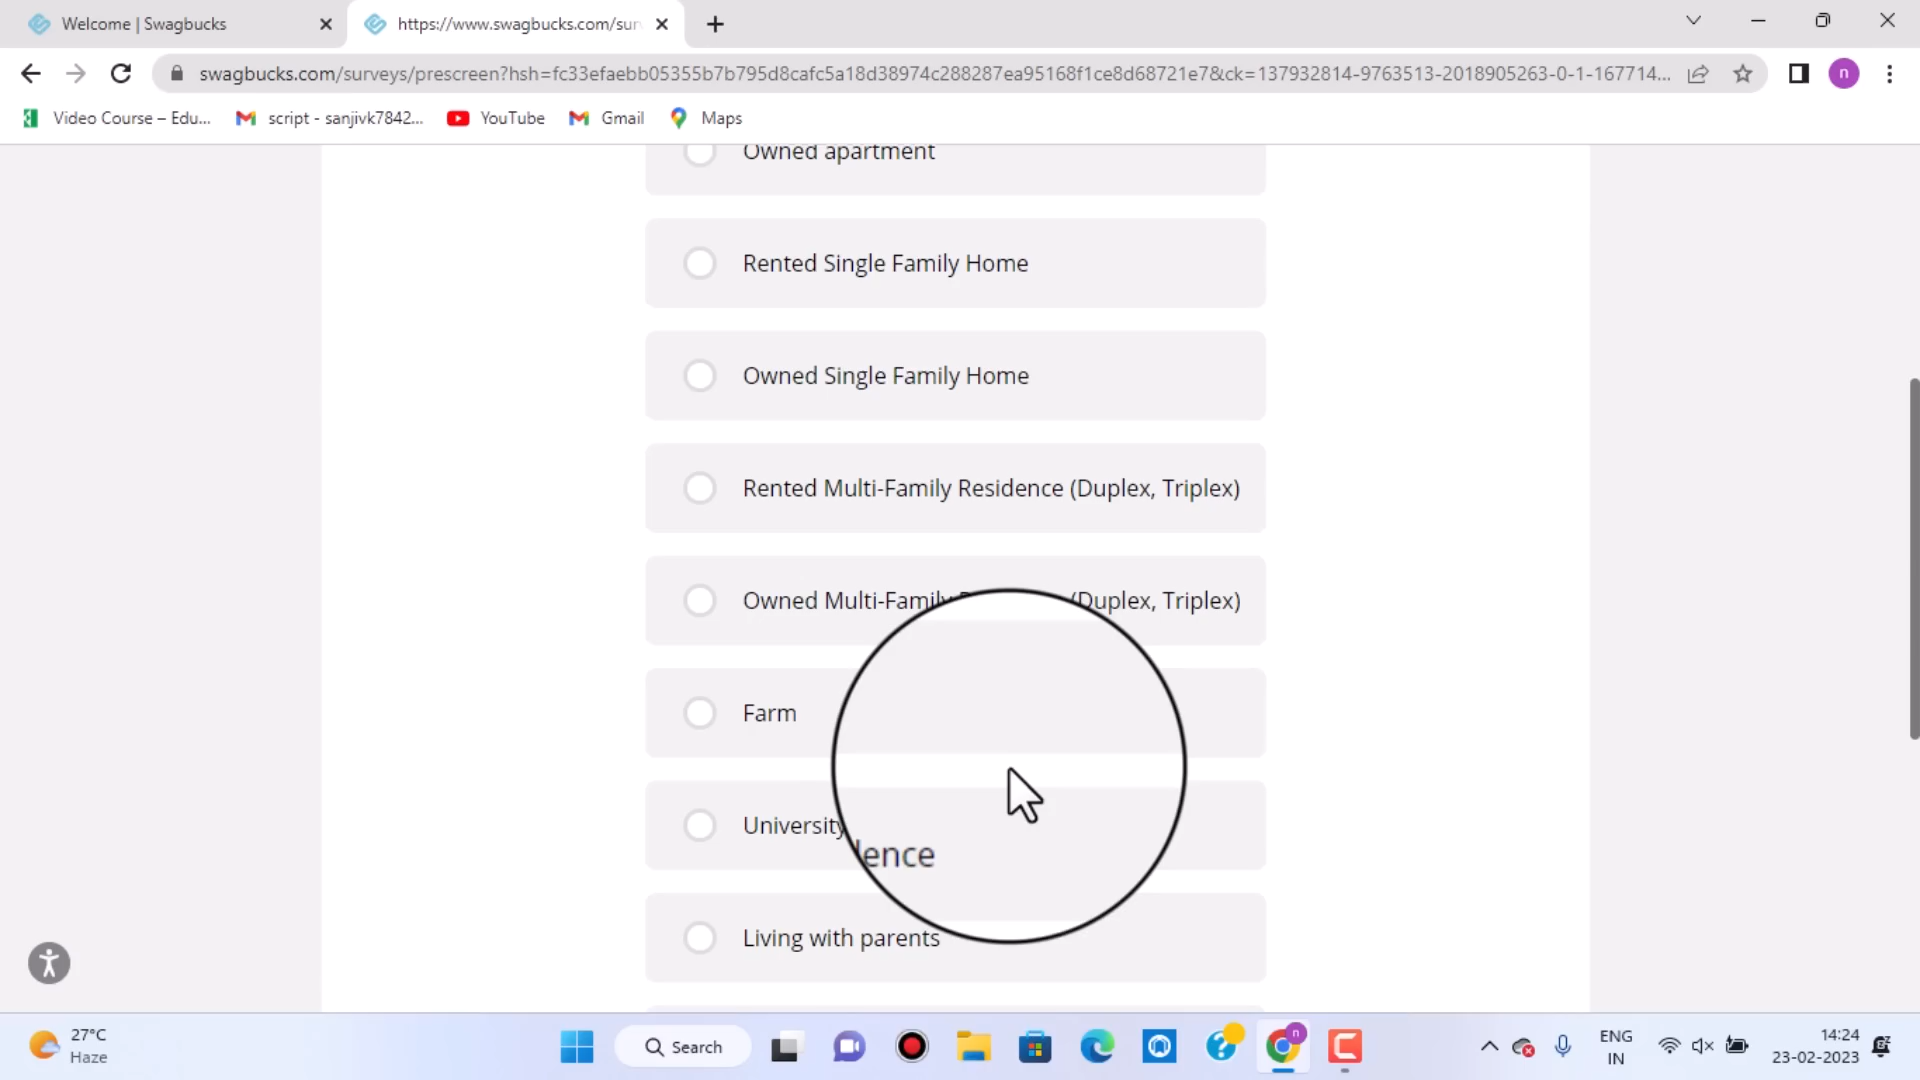 Welcome | Swagbucks
https://www.swagbucks.com/sur
swagbucks.com/surveys/prescreen?hsh=fc33efaebb05355b7b795d8cafc5a18d38974c288287ea95168f1ce8d68721e7&ck=137932814-9763513-2018905263-0-1-167714...
n
Video Course – Edu...
script - sanjivk7842...
YouTube
Gmail
Maps
Owned apartment
Rented Single Family Home
Owned Single Family Home
Rented Multi-Family Residence (Duplex, Triplex)
Owned Multi-Family (Duplex, Triplex)
Farm
University
dence
Living with parents
27°C
Haze
Search
n
ENG
IN
14:24
23-02-2023